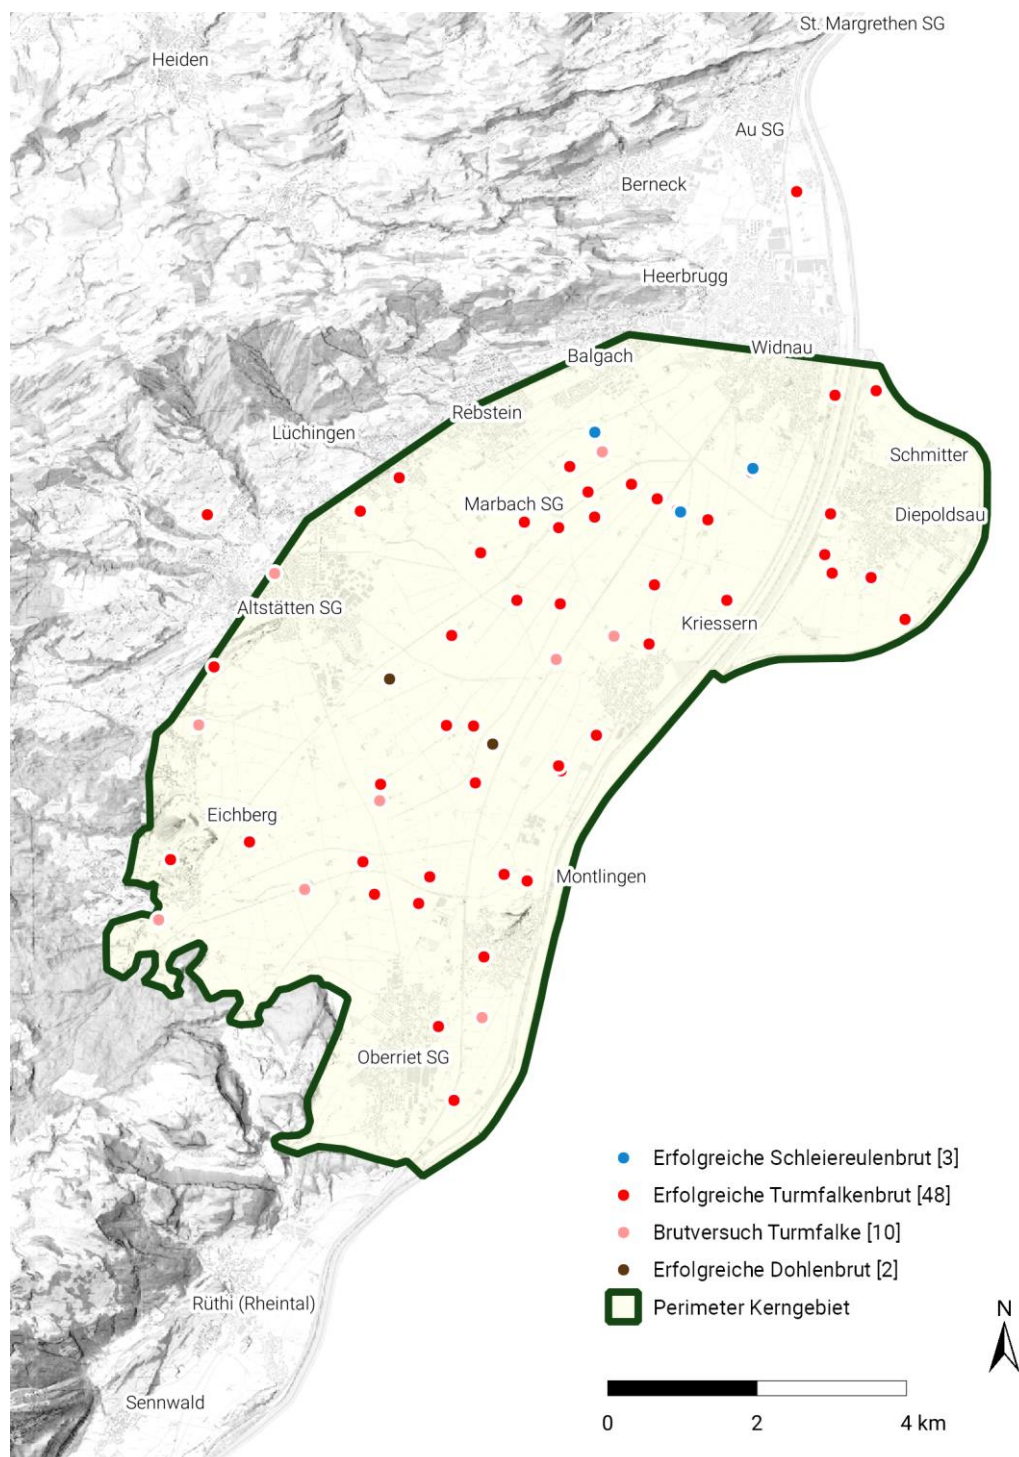 St. Margrethen SG
Heiden
Au SG
Berneck
Heerbrugg
Widnau
Balgach
Rebstein
Lüchingen
Schmitter
Marbach SG
Diepoldsau
Altstätten SG
Kriessern
Eichberg
Montlingen
Oberriet SG
Erfolgreiche Schleiereulenbrut [3]
Erfolgreiche Turmfalkenbrut [48]
Brutversuch Turmfalke [10]
Erfolgreiche Dohlenbrut [2]
Perimeter Kerngebiet
Rüthi (Rheintal)
N
Sennwald
0 2 4 km